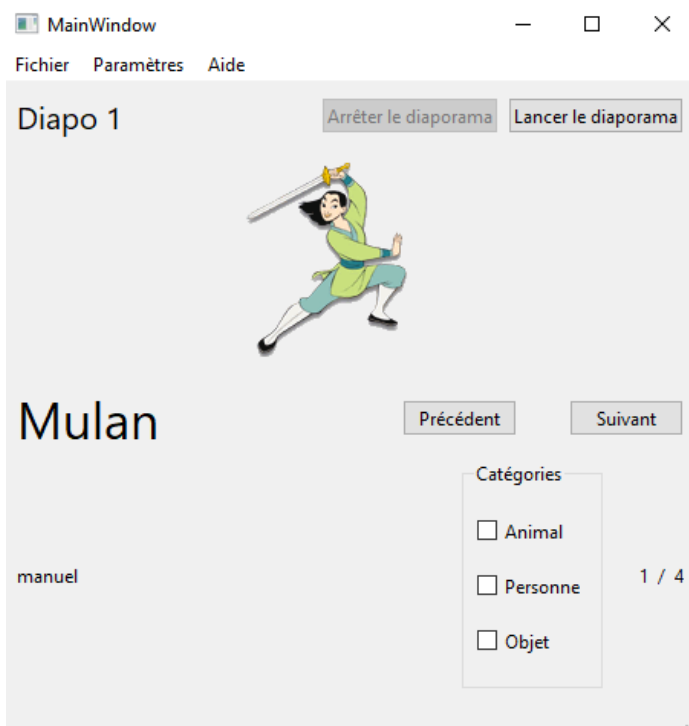 MainWindow
Fichier Paramètres Aide
Diapo 1
Arrêter le diaporama
Lancer le diaporama
Mulan
Précédent
Suivant
Catégories
Animal
Personne
Objet
manuel
1 / 4